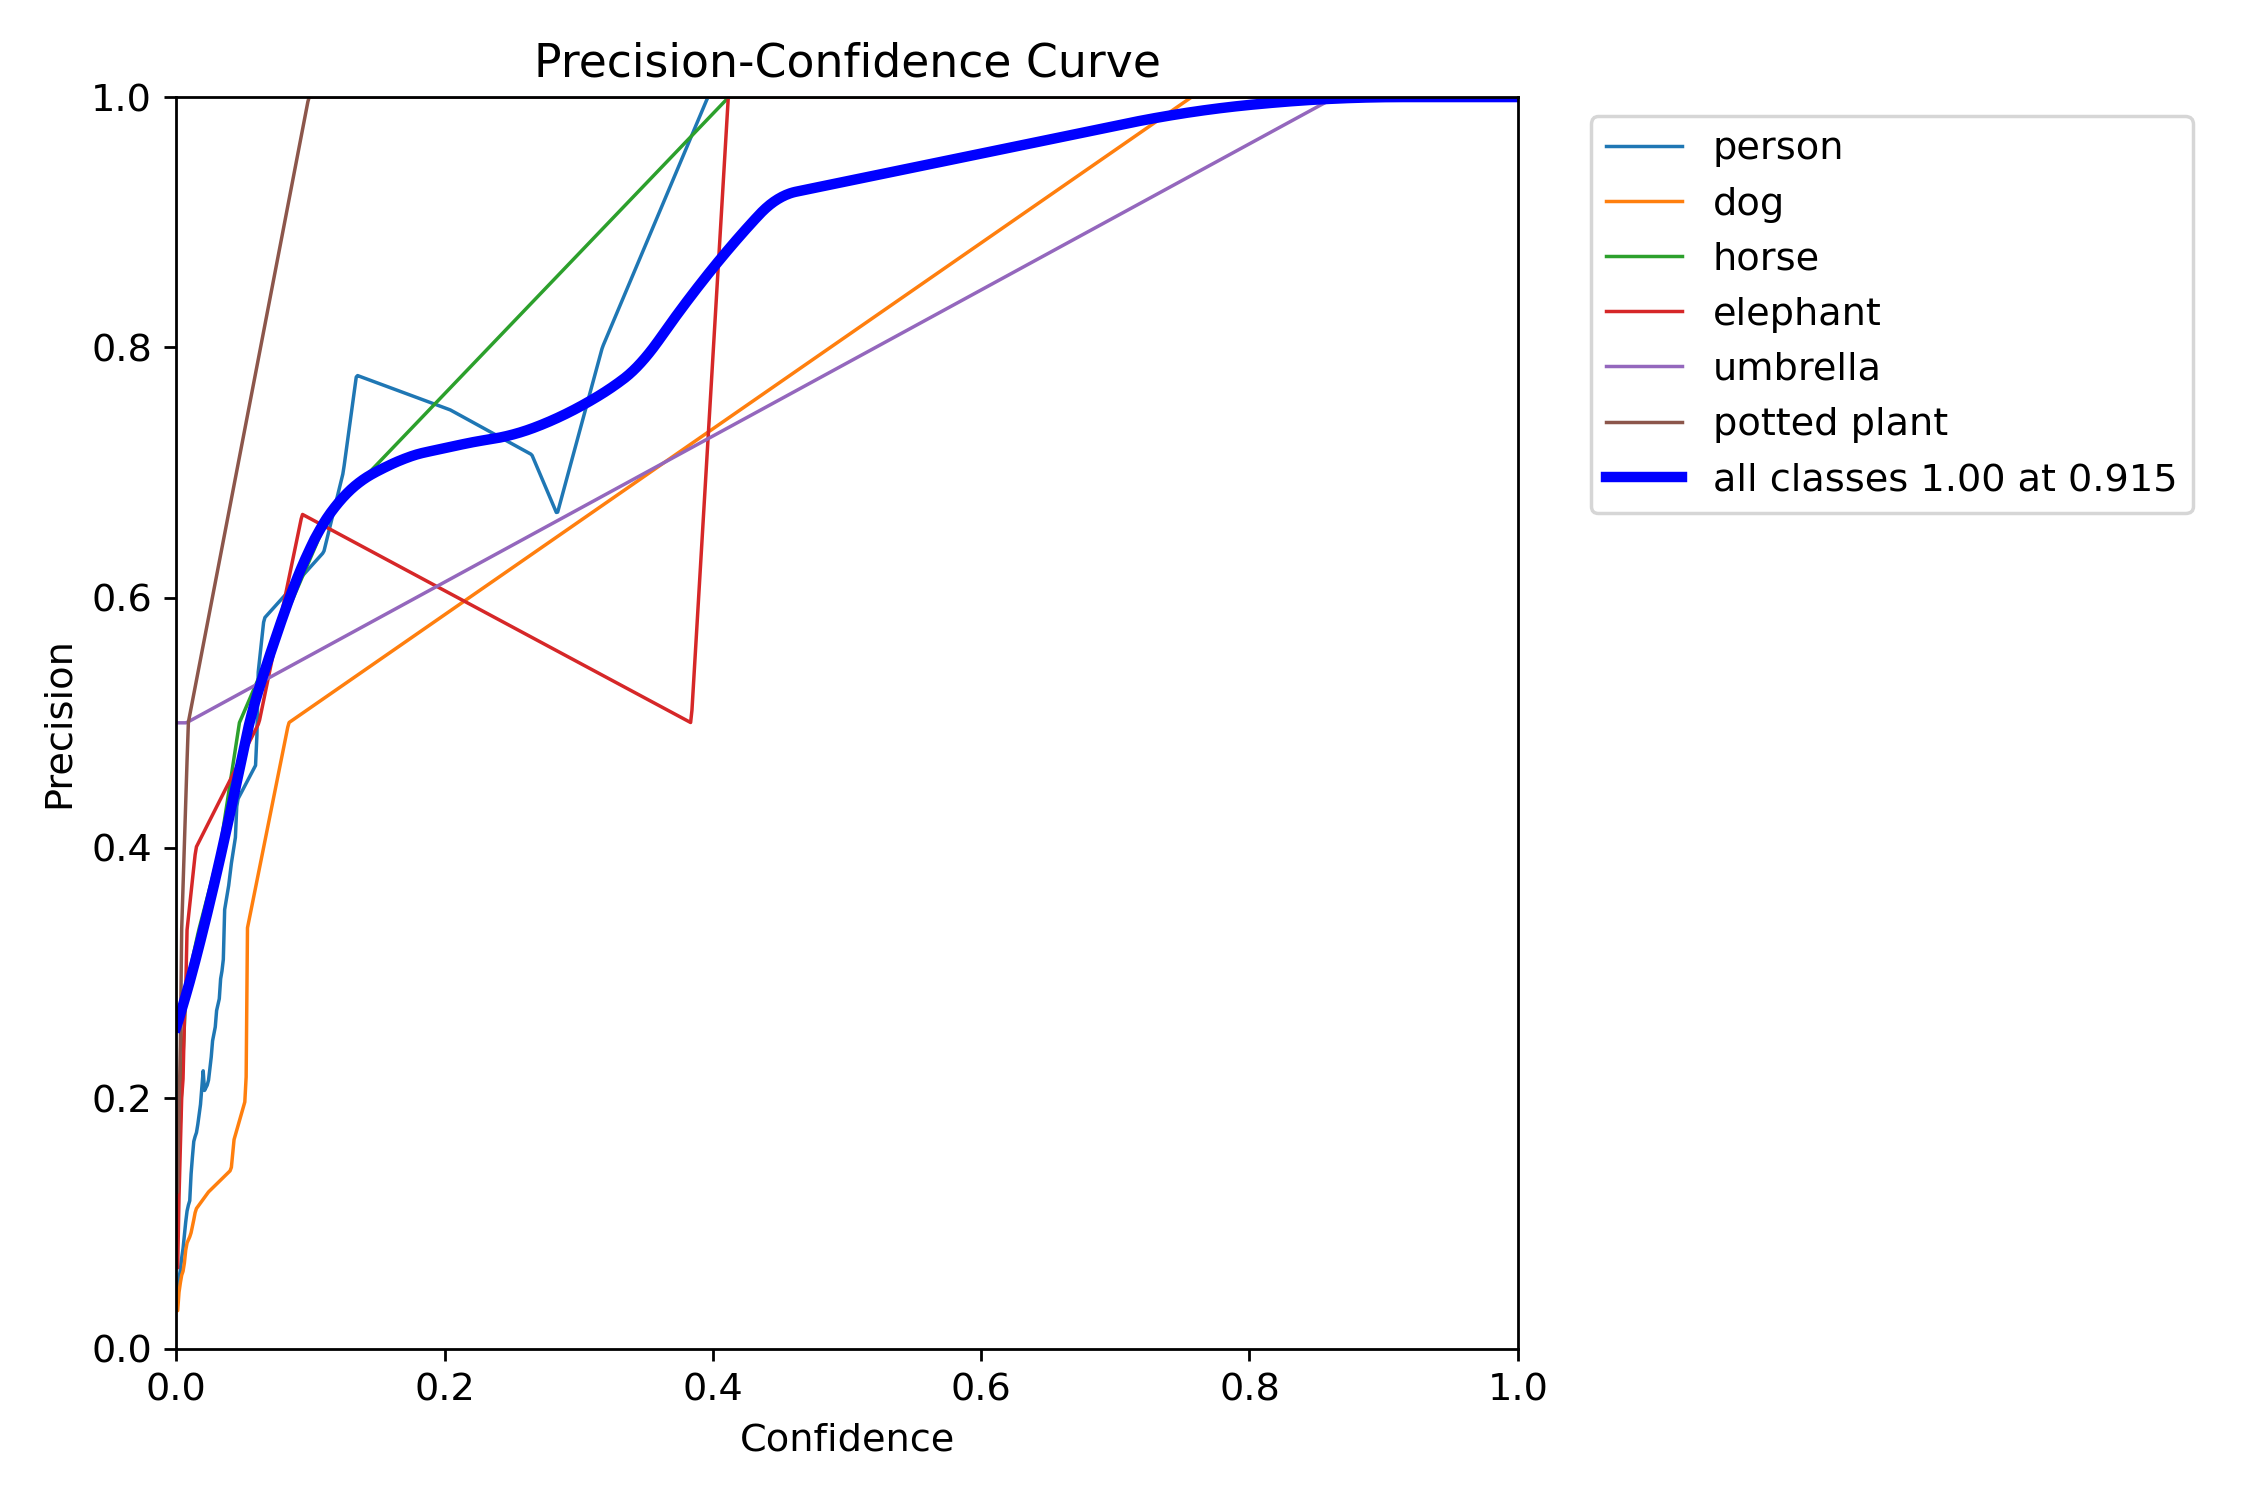 Precision-Confidence Curve
1.0
0.8
0.6
0.4
0.2
0.0
Precision
0.0 0.2 0.4 0.6 0.8 1.0
Confidence
person
dog
horse
elephant
umbrella
potted plant
all classes 1.00 at 0.915